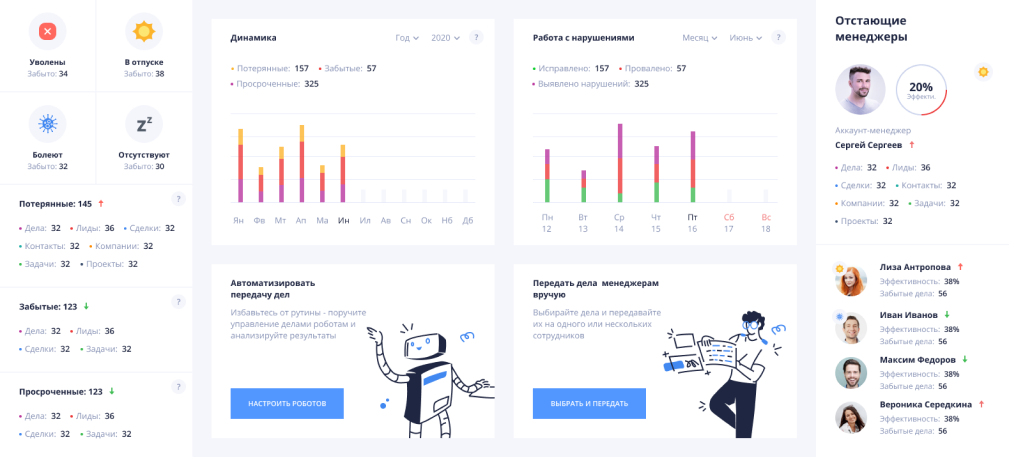 Уволены
Забыто: 34
В отпуске
Забыто: 38
Болеют
Забыто: 32
zz
Отсутствуют
Забыто: 30
Потерянные: 145
?
Дела: 32 Лиды: 36 Сделки: 32
Контакты: 32 Компании: 32
Задачи: 32 Проекты: 32
Забытые: 123
?
Дела: 32 Лиды: 36
Сделки: 32 Задачи: 32
Просроченные: 123
?
Дела: 32 Лиды: 36
Сделки: 32 Задачи: 32
Динамика
Год 2020 ?
Потерянные: 157 Забытые: 57
Просроченные: 325
Ян Фв Мт Ап Ма Ин Ил Ав Сн Ок Нб Дб
Работа с нарушениями
Месяц Июнь ?
Исправлено: 157 Провалено: 57
Выявлено нарушений: 325
Пн Вт Ср Чт Пт Сб Вс
12 13 14 15 16 17 18
Автоматизировать
передачу дел
Избавьтесь от рутины - поручите
управление делами роботам и
анализируйте результаты
НАСТРОИТЬ РОБОТОВ
Передать дела менеджерам
вручую
Выбирайте дела и передавайте
их на одного или нескольких
сотрудников
ВЫБРАТЬ И ПЕРЕДАТЬ
Отстающие
менеджеры
20%
Эффектн.
Аккаунт-менеджер
Сергей Сергеев
Дела: 32 Лиды: 36
Сделки: 32 Контакты: 32
Компании: 32 Задачи: 32
Проекты: 32
Лиза Антропова
Эффективность: 38%
Забытые дела: 56
Иван Иванов
Эффективность: 38%
Забытые дела: 56
Максим Федоров
Эффективность: 38%
Забытые дела: 56
Вероника Середкина
Эффективность: 38%
Забытые дела: 56